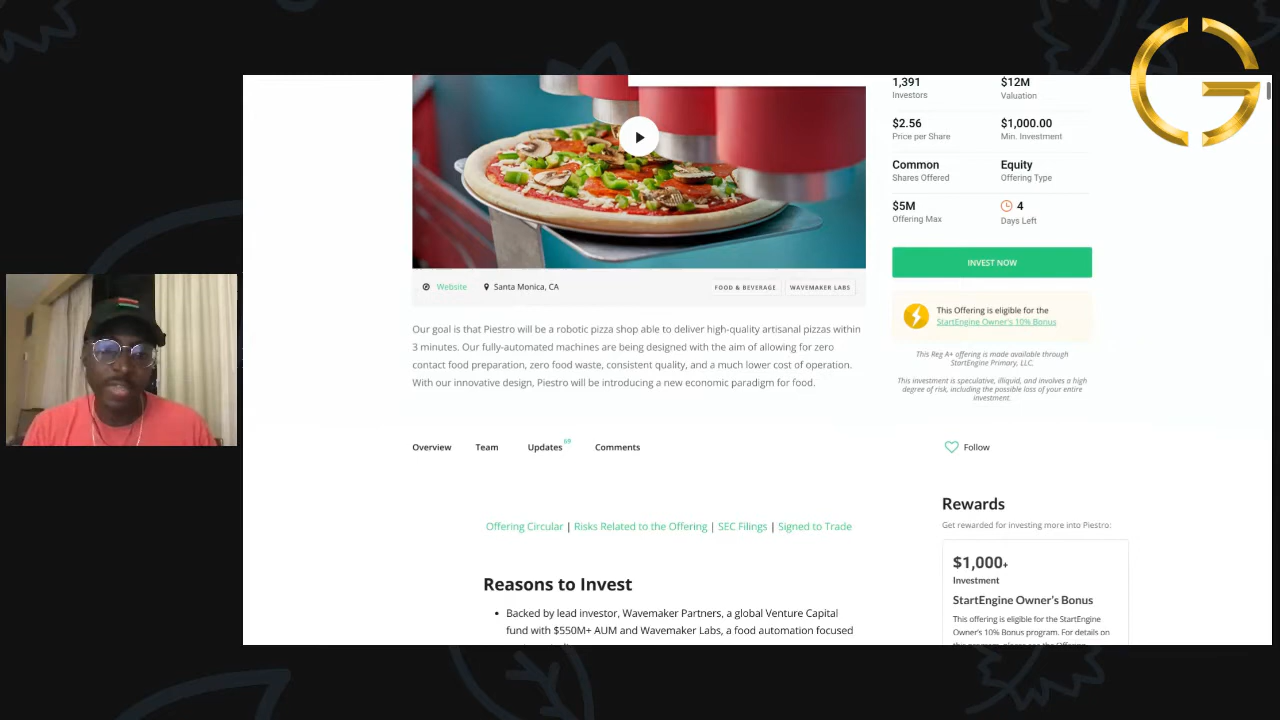 1,391
Investors
$12M
Valuation
$2.56
Price per Share
$1,000.00
Min. Investment
Common
Shares Offered
Equity
Offering Type
$5M
Offering Max
4
Days Left
INVEST NOW
This Offering is eligible for the
StartEngine Owner's 10% Bonus
This Reg A+ offering is made available through
StartEngine Primary, LLC.
This investment is speculative, illiquid, and involves a high
degree of risk, including the possible loss of your entire
investment.
Website
Santa Monica, CA
FOOD & BEVERAGE
WAVEMAKER LABS
Our goal is that Piestro will be a robotic pizza shop able to deliver high-quality artisanal pizzas within
3 minutes. Our fully-automated machines are being designed with the aim of allowing for zero
contact food preparation, zero food waste, consistent quality, and a much lower cost of operation.
With our innovative design, Piestro will be introducing a new economic paradigm for food.
Overview
Team
Updates 69
Comments
Follow
Offering Circular | Risks Related to the Offering | SEC Filings | Signed to Trade
Reasons to Invest
• Backed by lead investor, Wavemaker Partners, a global Venture Capital
fund with $550M+ AUM and Wavemaker Labs, a food automation focused
Rewards
Get rewarded for investing more into Piestro:
$1,000+
Investment
StartEngine Owner's Bonus
This offering is eligible for the StartEngine
Owner's 10% Bonus program. For details on